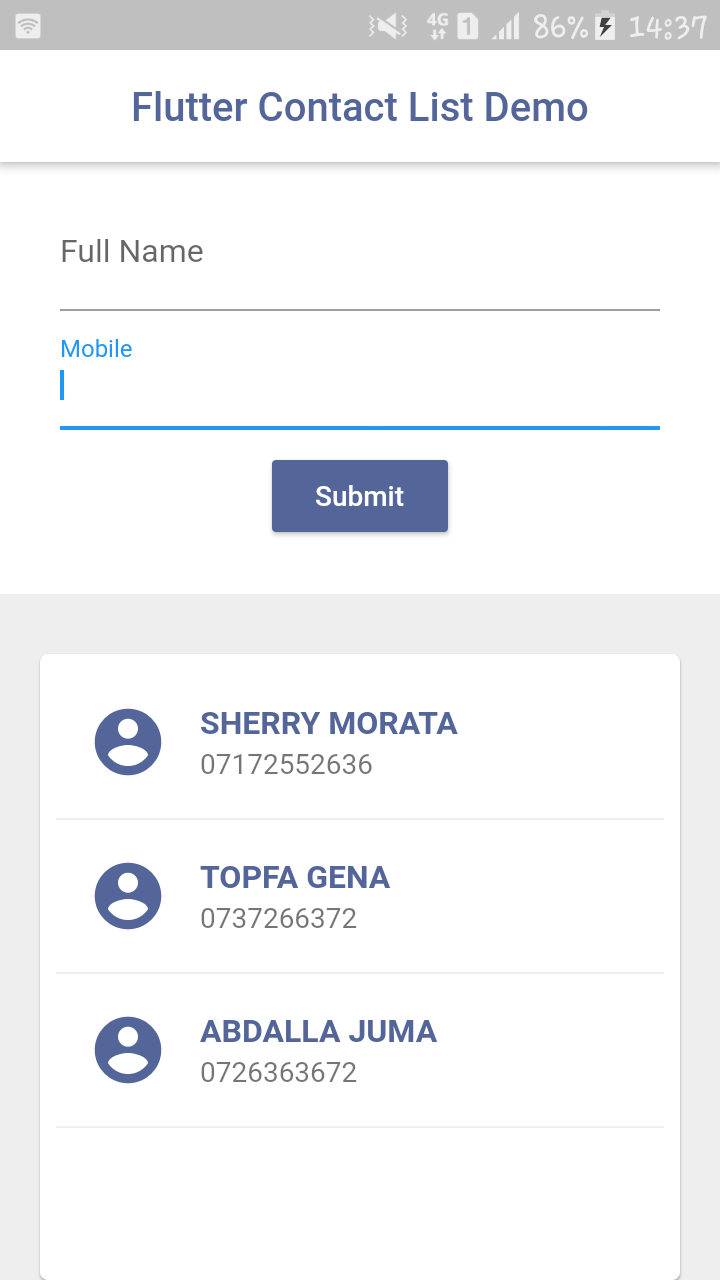 4G 1 86% 14:37
Flutter Contact List Demo
Full Name
Mobile
Submit
SHERRY MORATA
07172552636
TOPFA GENA
0737266372
ABDALLA JUMA
0726363672